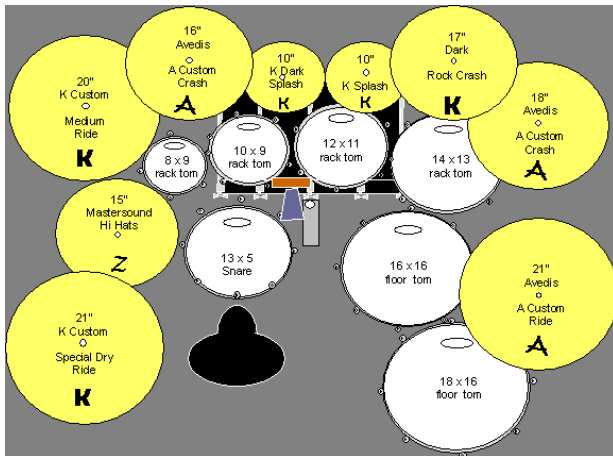 20"
K Custom
Medium
Ride
K
16"
Avedis
A Custom
Crash
A
10"
K Dark
Splash
K
10"
K Splash
K
17"
Dark
Rock Crash
K
18"
Avedis
A Custom
Crash
A
8 x 9
rack tom
10 x 9
rack tom
12 x 11
rack tom
14 x 13
rack tom
15"
Mastersound
Hi Hats
Z
13 x 5
Snare
16 x 16
floor tom
21"
Avedis
A Custom
Ride
A
21"
K Custom
Special Dry
Ride
K
18 x 16
floor tom